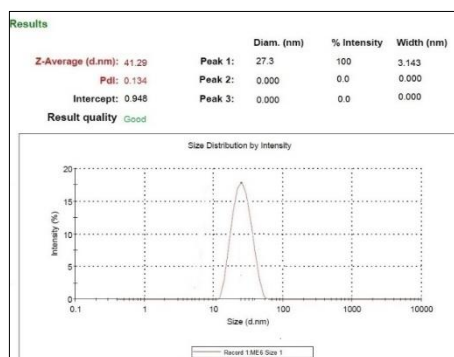 Results
Diam. (nm) % Intensity Width (nm)
Z-Average (d.nm): 41.29 Peak 1: 27.3 100 3.143
PdI: 0.134 Peak 2: 0.000 0.0 0.000
Intercept: 0.948 Peak 3: 0.000 0.0 0.000
Result quality Good
Size Distribution by Intensity
20
15
10
5
0
Intensity (%)
0.1 1 10 100 1000 10000
Size (d.nm)
Record 1:ME6 Size 1